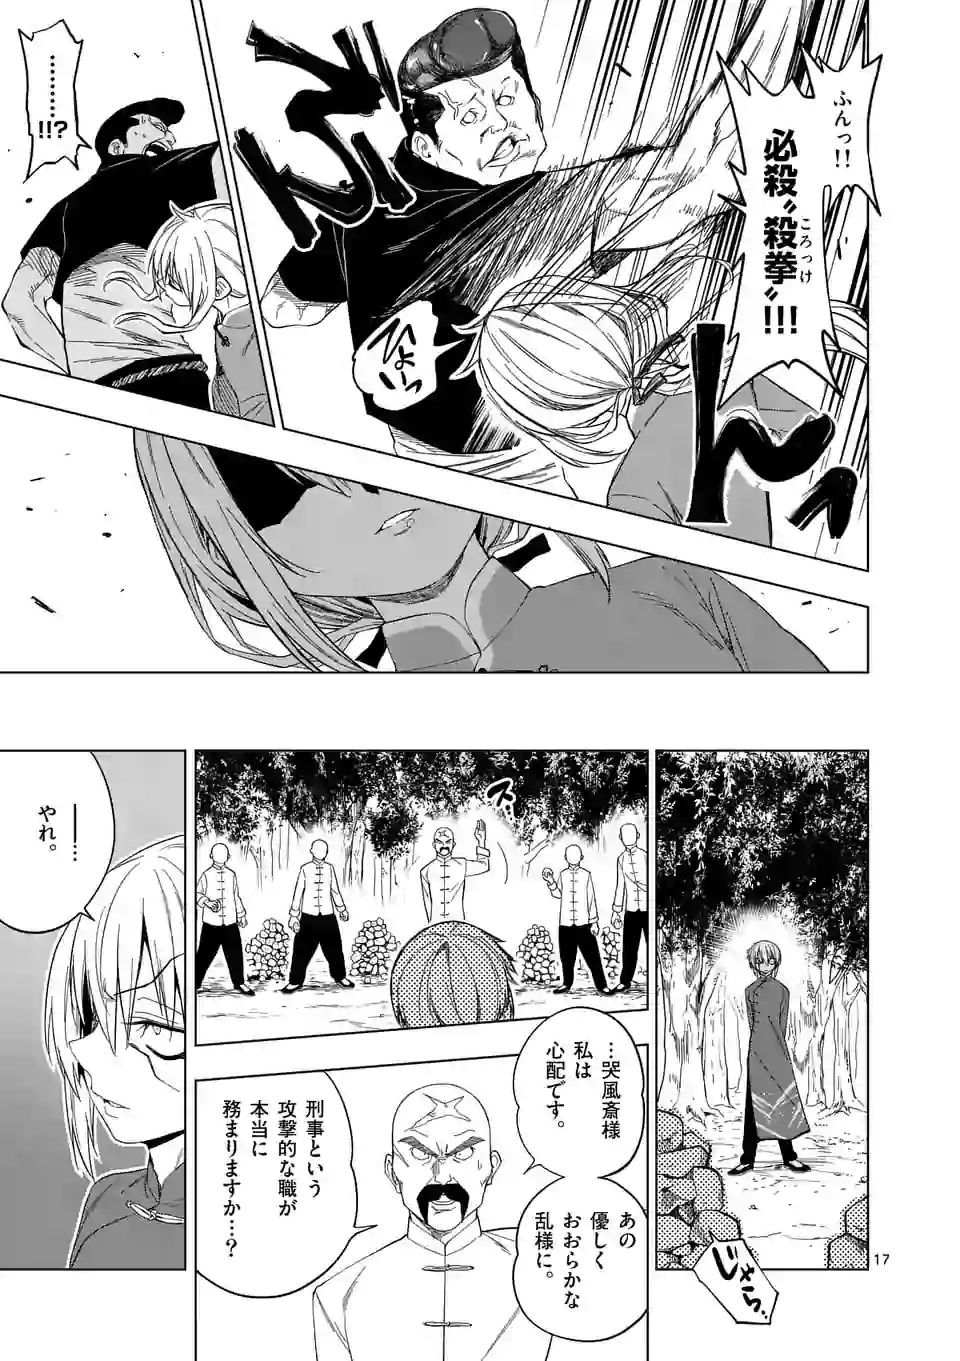 ふんっ!!
必殺〝殺拳〟!!!
ころっけ
ドッ
ひょいっ
…………
!!?
じゃら…
ス…
…哭風斎様
私は
心配です。
あの
優しく
おおらかな
乱様に。
刑事という
攻撃的な職が
本当に
務まりますか…？
──…
やれ。
17